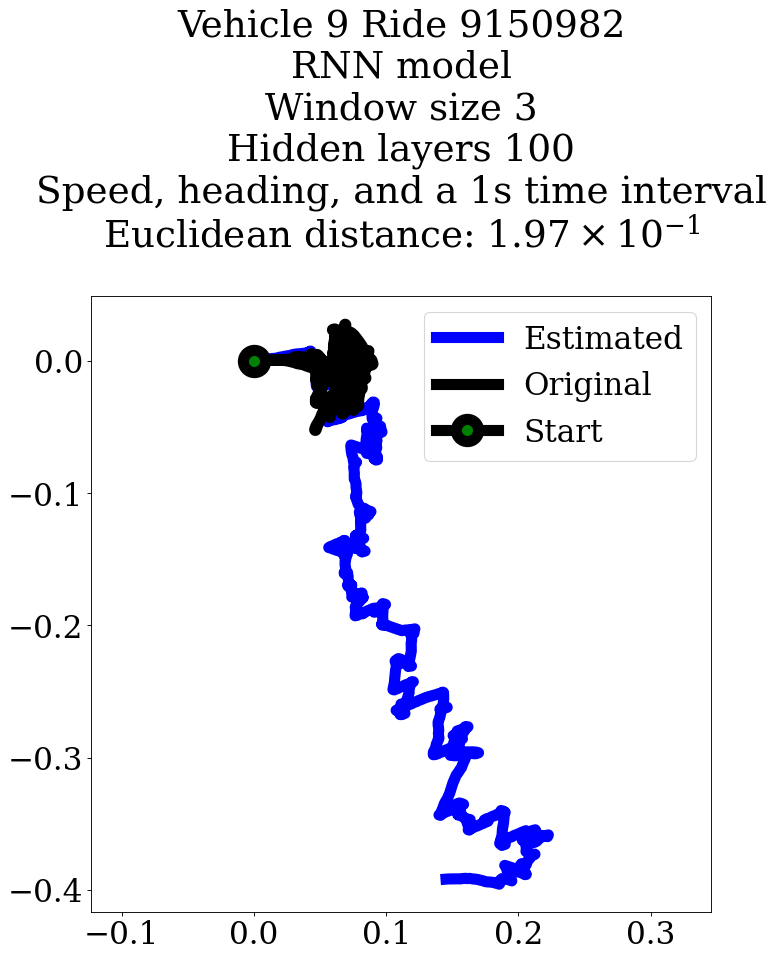 Vehicle 9 Ride 9150982
RNN model
Window size 3
Hidden layers 100
Speed, heading, and a 1s time interval
Euclidean distance: 1.97 × 10⁻¹
Estimated
Original
Start
0.0
−0.1
−0.2
−0.3
−0.4
−0.1 0.0 0.1 0.2 0.3